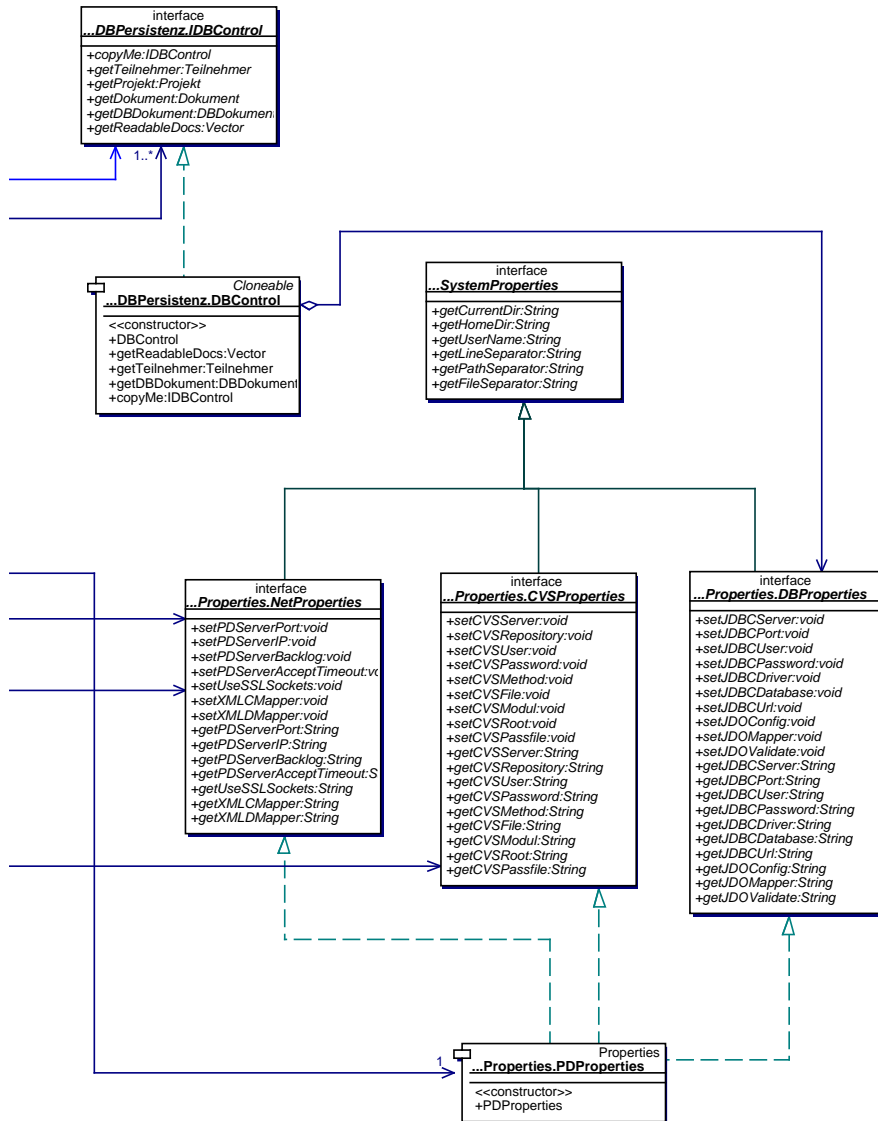 interface
...DBPersistenz.IDBControl
+copyMe:IDBControl
+getTeilnehmer:Teilnehmer
+getProjekt:Projekt
+getDokument:Dokument
+getDBDokument:DBDokumen
+getReadableDocs:Vector
1..*
Cloneable
...DBPersistenz.DBControl
<<constructor>>
+DBControl
+getReadableDocs:Vector
+getTeilnehmer:Teilnehmer
+getDBDokument:DBDokument
+copyMe:IDBControl
interface
...SystemProperties
+getCurrentDir:String
+getHomeDir:String
+getUserName:String
+getLineSeparator:String
+getPathSeparator:String
+getFileSeparator:String
interface
...Properties.NetProperties
+setPDServerPort:void
+setPDServerIP:void
+setPDServerBacklog:void
+setPDServerAcceptTimeout:vo
+setUseSSLSockets:void
+setXMLCMapper:void
+setXMLDMapper:void
+getPDServerPort:String
+getPDServerIP:String
+getPDServerBacklog:String
+getPDServerAcceptTimeout:S
+getUseSSLSockets:String
+getXMLCMapper:String
+getXMLDMapper:String
interface
...Properties.CVSProperties
+setCVSServer:void
+setCVSRepository:void
+setCVSUser:void
+setCVSPassword:void
+setCVSMethod:void
+setCVSFile:void
+setCVSModul:void
+setCVSRoot:void
+setCVSPassfile:void
+getCVSServer:String
+getCVSRepository:String
+getCVSUser:String
+getCVSPassword:String
+getCVSMethod:String
+getCVSFile:String
+getCVSModul:String
+getCVSRoot:String
+getCVSPassfile:String
interface
...Properties.DBProperties
+setJDBCServer:void
+setJDBCPort:void
+setJDBCUser:void
+setJDBCPassword:void
+setJDBCDriver:void
+setJDBCDatabase:void
+setJDBCUrl:void
+setJDOConfig:void
+setJDOMapper:void
+setJDOValidate:void
+getJDBCServer:String
+getJDBCPort:String
+getJDBCUser:String
+getJDBCPassword:String
+getJDBCDriver:String
+getJDBCDatabase:String
+getJDBCUrl:String
+getJDOConfig:String
+getJDOMapper:String
+getJDOValidate:String
1
Properties
...Properties.PDProperties
<<constructor>>
+PDProperties